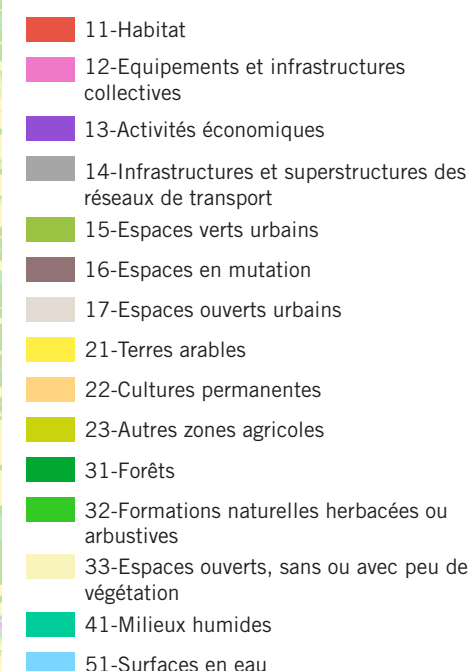 11-Habitat
12-Equipements et infrastructures
collectives
13-Activités économiques
14-Infrastructures et superstructures des
réseaux de transport
15-Espaces verts urbains
16-Espaces en mutation
17-Espaces ouverts urbains
21-Terres arables
22-Cultures permanentes
23-Autres zones agricoles
31-Forêts
32-Formations naturelles herbacées ou
arbustives
33-Espaces ouverts, sans ou avec peu de
végétation
41-Milieux humides
51-Surfaces en eau